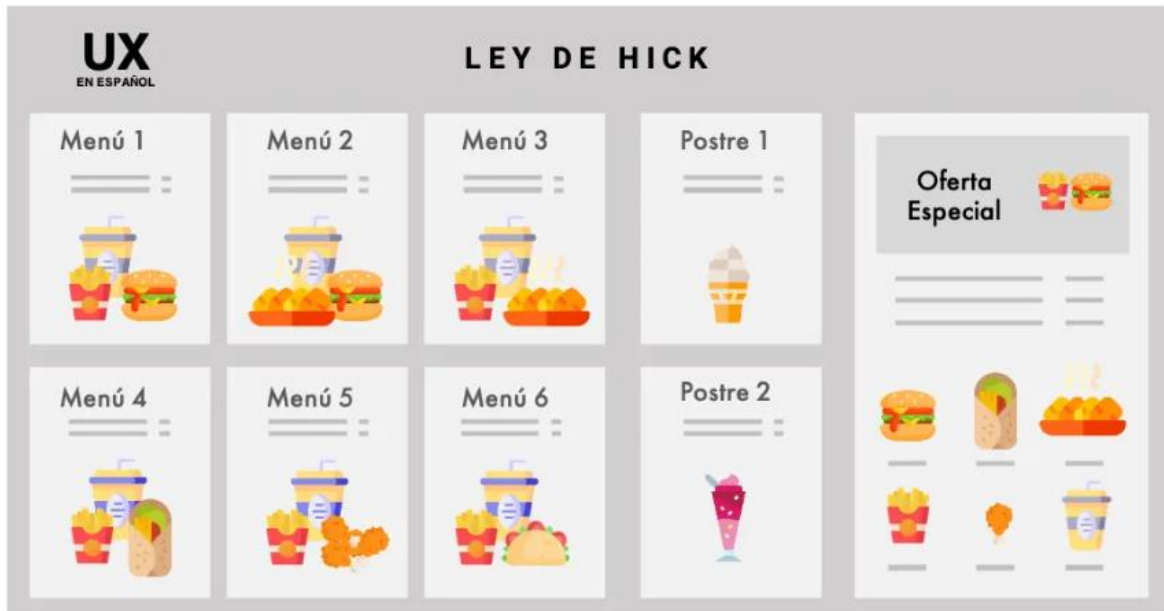 UX
EN ESPAÑOL
LEY DE HICK
Menú 1
Menú 2
Menú 3
Postre 1
Oferta
Especial
Menú 4
Menú 5
Menú 6
Postre 2